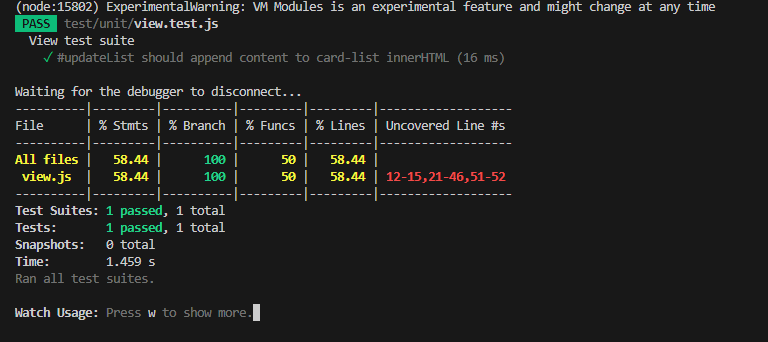 (node:15802) ExperimentalWarning: VM Modules is an experimental feature and might change at any time
PASS test/unit/view.test.js
View test suite
✓ #updateList should append content to card-list innerHTML (16 ms)
Waiting for the debugger to disconnect...
----------|---------|----------|---------|---------|-------------------
File      | % Stmts | % Branch | % Funcs | % Lines | Uncovered Line #s
----------|---------|----------|---------|---------|-------------------
All files |   58.44 |      100 |      50 |   58.44 |
 view.js  |   58.44 |      100 |      50 |   58.44 | 12-15,21-46,51-52
----------|---------|----------|---------|---------|-------------------
Test Suites: 1 passed, 1 total
Tests:       1 passed, 1 total
Snapshots:   0 total
Time:        1.459 s
Ran all test suites.
Watch Usage: Press w to show more.